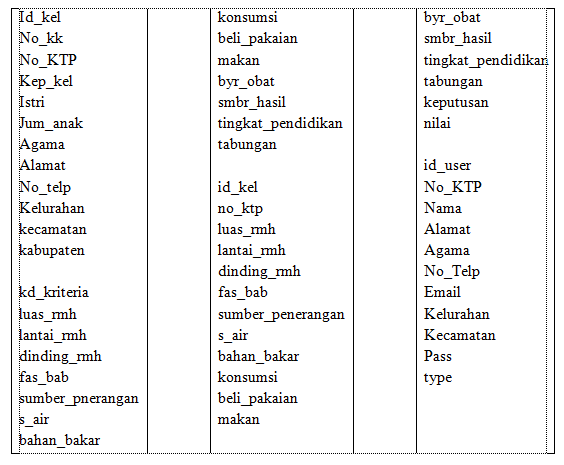 Id_kel
No_kk
No_KTP
Kep_kel
Istri
Jum_anak
Agama
Alamat
No_telp
Kelurahan
kecamatan
kabupaten
kd_kriteria
luas_rmh
lantai_rmh
dinding_rmh
fas_bab
sumber_pnerangan
s_air
bahan_bakar
konsumsi
beli_pakaian
makan
byr_obat
smbr_hasil
tingkat_pendidikan
tabungan
id_kel
no_ktp
luas_rmh
lantai_rmh
dinding_rmh
fas_bab
sumber_penerangan
s_air
bahan_bakar
konsumsi
beli_pakaian
makan
byr_obat
smbr_hasil
tingkat_pendidikan
tabungan
keputusan
nilai
id_user
No_KTP
Nama
Alamat
Agama
No_Telp
Email
Kelurahan
Kecamatan
Pass
type